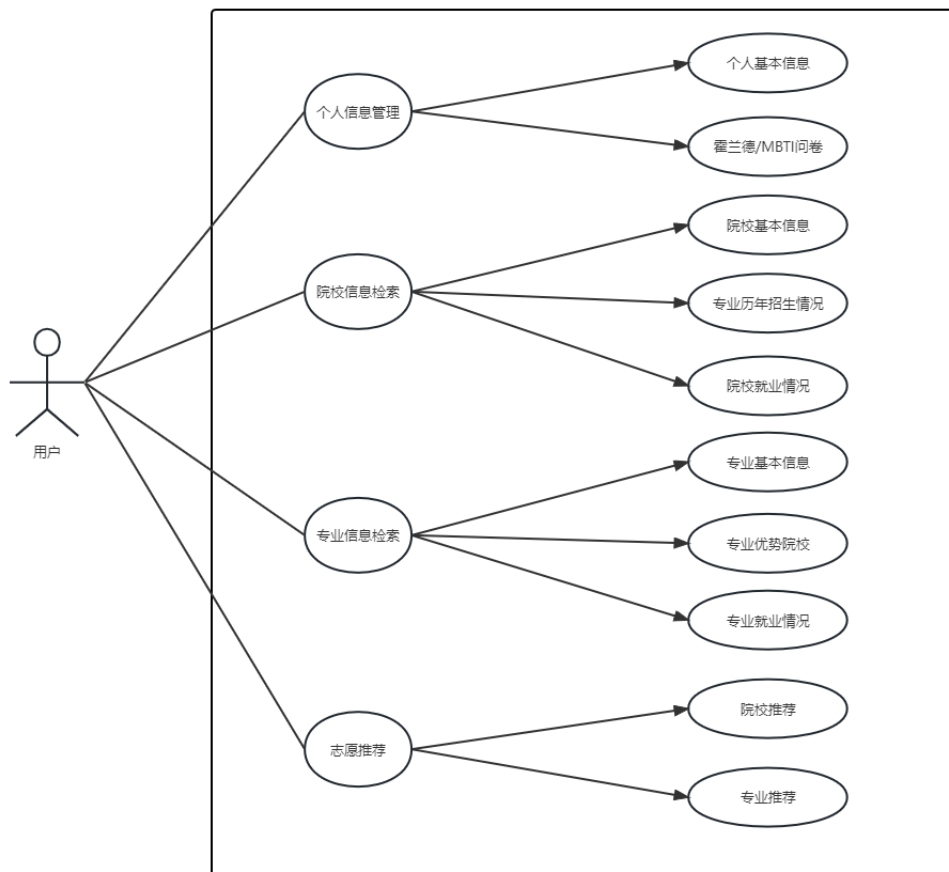 个人基本信息
个人信息管理
霍兰德/MBTI问卷
院校基本信息
院校信息检索
专业历年招生情况
院校就业情况
用户
专业基本信息
专业信息检索
专业优势院校
专业就业情况
院校推荐
志愿推荐
专业推荐